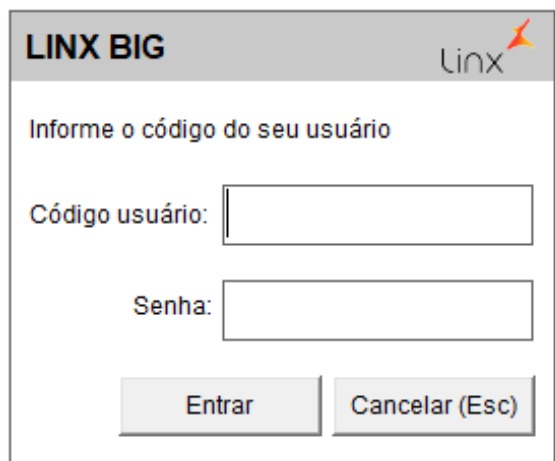 LINX BIG
Linx
Informe o código do seu usuário
Código usuário:
Senha:
Entrar Cancelar (Esc)